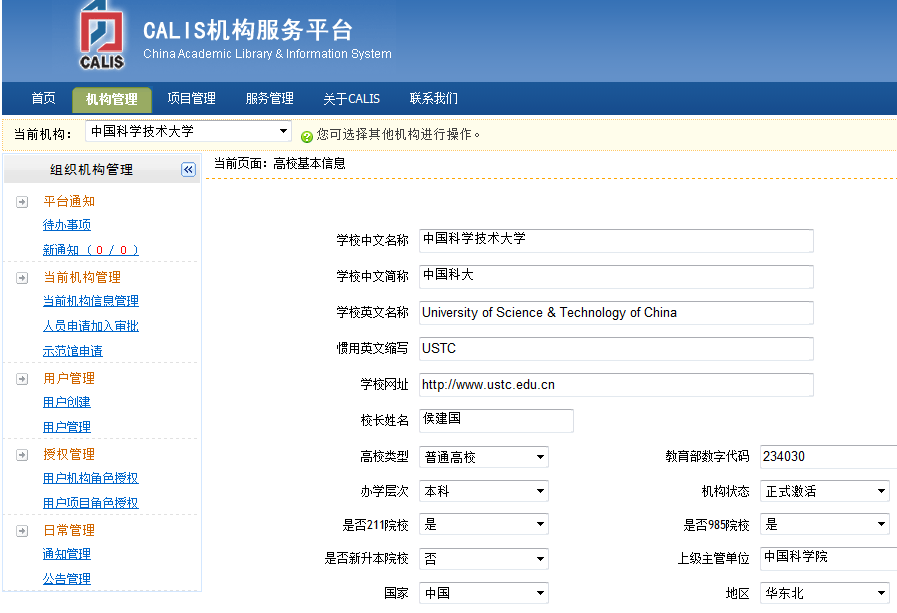 CALIS
CALIS机构服务平台
China Academic Library & Information System
首页 机构管理 项目管理 服务管理 关于CALIS 联系我们
当前机构： 中国科学技术大学 您可选择其他机构进行操作。
组织机构管理
平台通知
待办事项
新通知（0 / 0）
当前机构管理
当前机构信息管理
人员申请加入审批
示范馆申请
用户管理
用户创建
用户管理
授权管理
用户机构角色授权
用户项目角色授权
日常管理
通知管理
公告管理
当前页面：高校基本信息
学校中文名称 中国科学技术大学
学校中文简称 中国科大
学校英文名称 University of Science & Technology of China
惯用英文缩写 USTC
学校网址 http://www.ustc.edu.cn
校长姓名 侯建国
高校类型 普通高校 教育部数字代码 234030
办学层次 本科 机构状态 正式激活
是否211院校 是 是否985院校 是
是否新升本院校 否 上级主管单位 中国科学院
国家 中国 地区 华东北